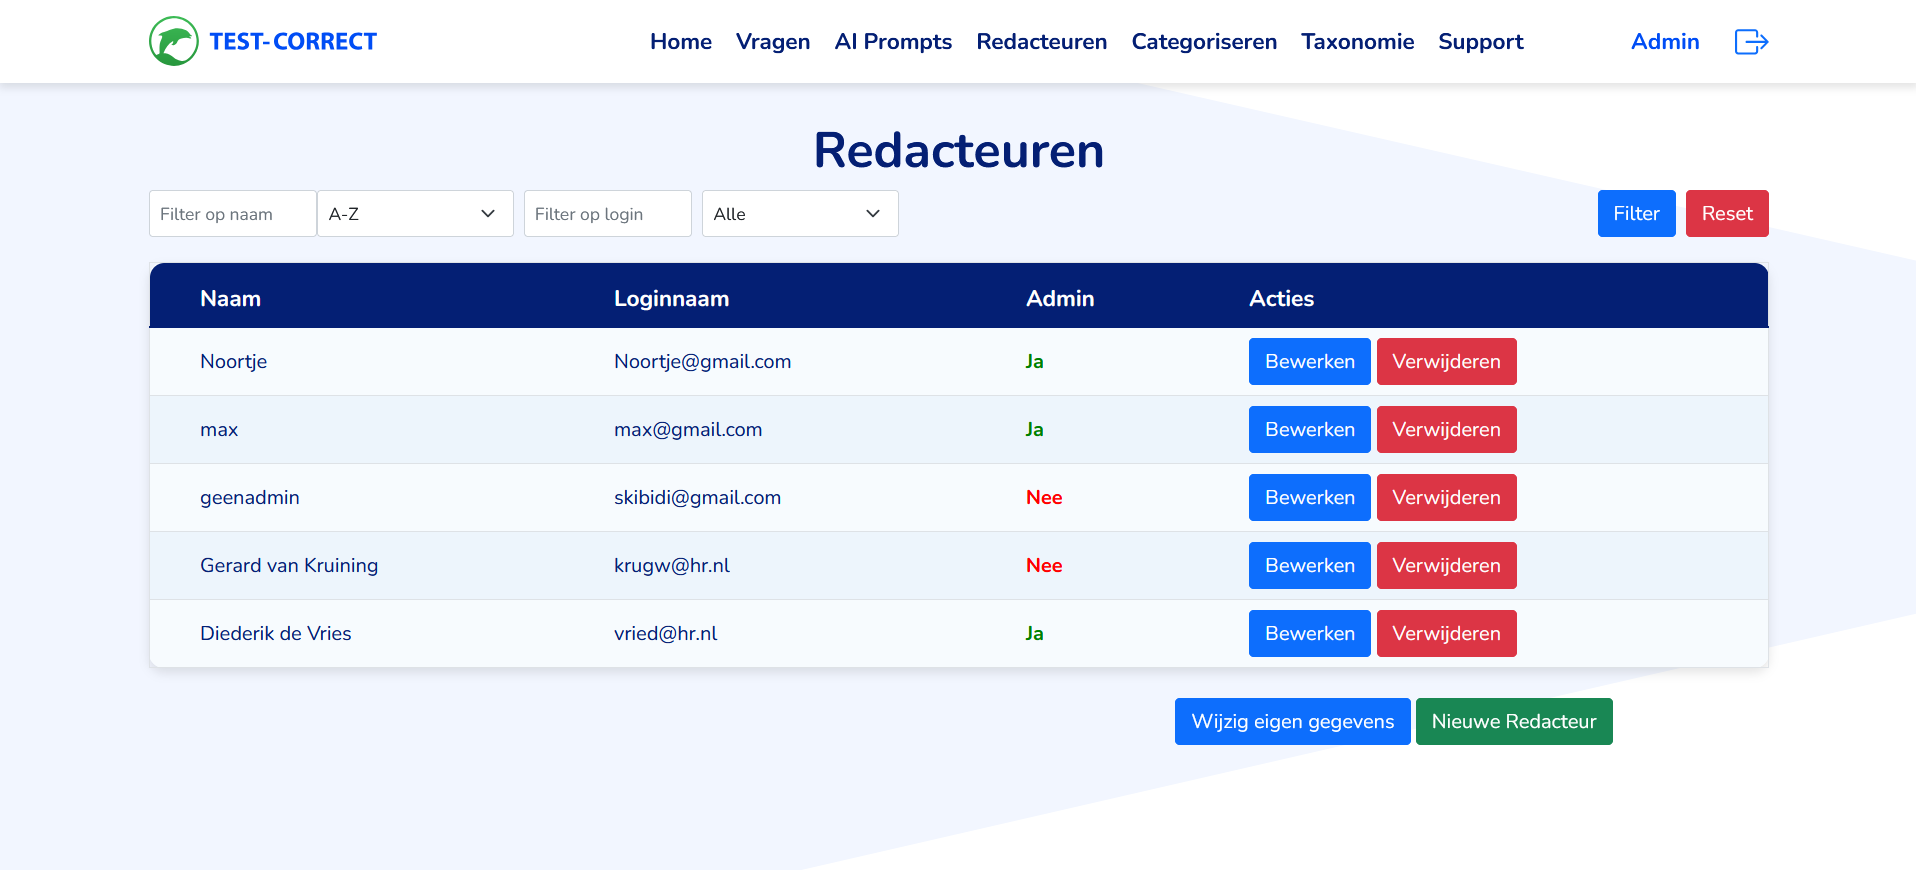 TEST-CORRECT Home Vragen AI Prompts Redacteuren Categoriseren Taxonomie Support Admin
Redacteuren
Filter op naam A-Z Filter op login Alle Filter Reset
Naam Loginnaam Admin Acties
Noortje Noortje@gmail.com Ja Bewerken Verwijderen
max max@gmail.com Ja Bewerken Verwijderen
geenadmin skibidi@gmail.com Nee Bewerken Verwijderen
Gerard van Kruining krugw@hr.nl Nee Bewerken Verwijderen
Diederik de Vries vried@hr.nl Ja Bewerken Verwijderen
Wijzig eigen gegevens Nieuwe Redacteur